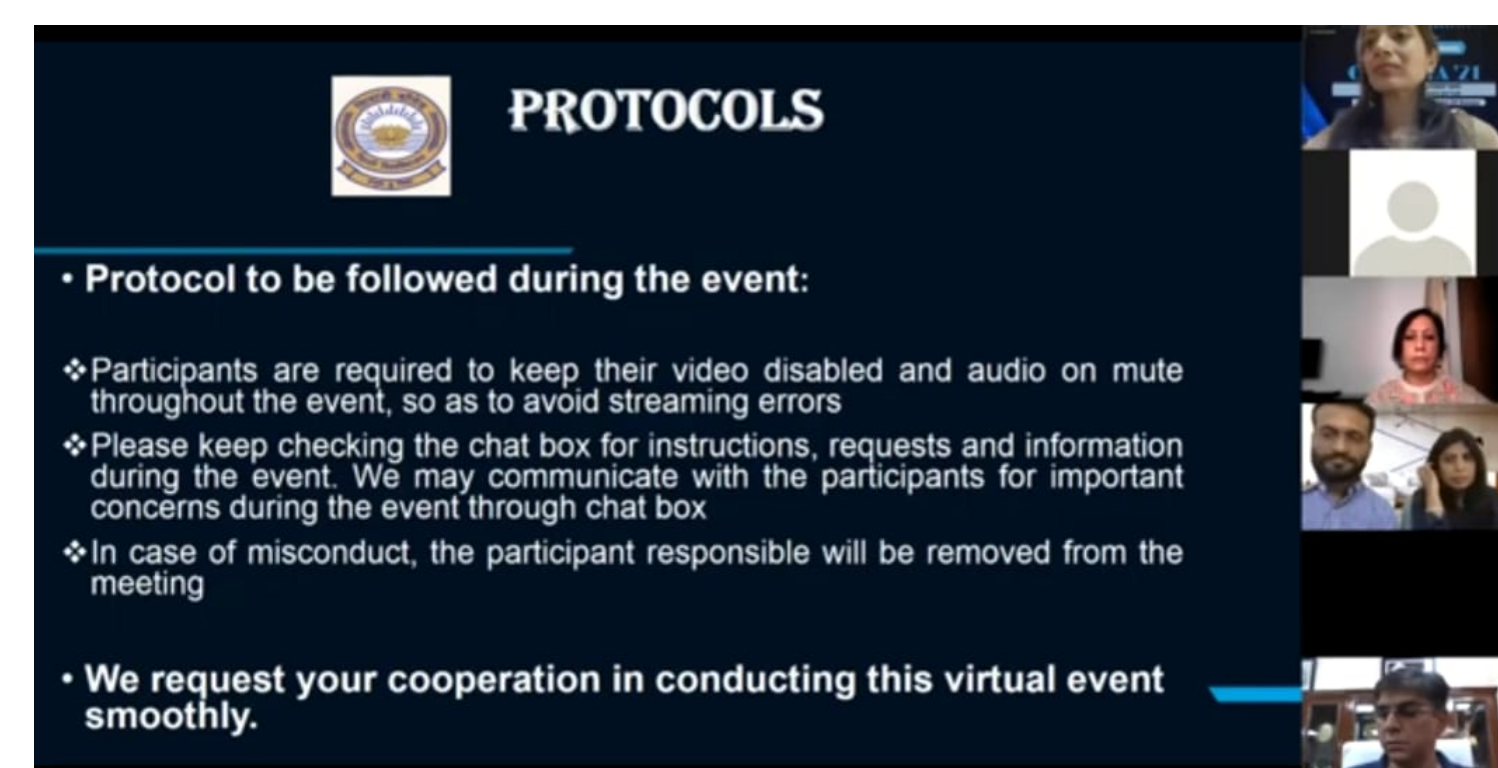 PROTOCOLS
• Protocol to be followed during the event:
❖Participants are required to keep their video disabled and audio on mute
throughout the event, so as to avoid streaming errors
❖Please keep checking the chat box for instructions, requests and information
during the event. We may communicate with the participants for important
concerns during the event through chat box
❖In case of misconduct, the participant responsible will be removed from the
meeting
• We request your cooperation in conducting this virtual event
smoothly.